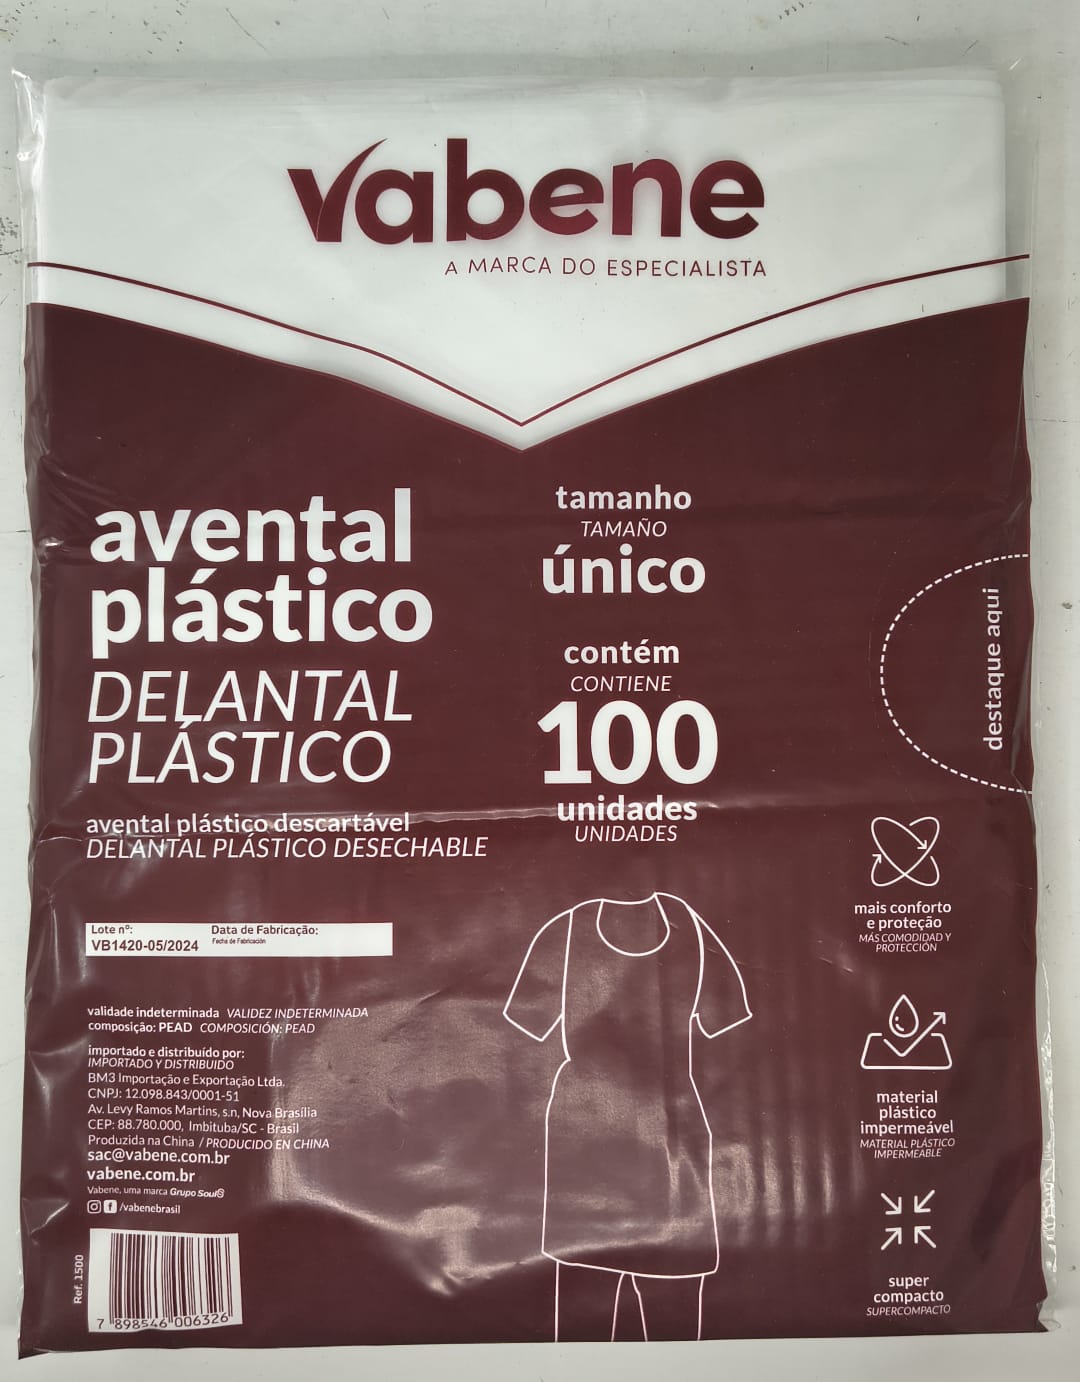 vabene
A MARCA DO ESPECIALISTA
avental
plástico
DELANTAL
PLÁSTICO
avental plástico descartável
DELANTAL PLÁSTICO DESECHABLE
tamanho
TAMAÑO
único
contém
CONTIENE
100
unidades
UNIDADES
destaque aqui
Lote nº: Data de Fabricação:
Fecha de Fabricación
VB1420-05/2024
validade indeterminada VALIDEZ INDETERMINADA
composição: PEAD COMPOSICIÓN: PEAD
importado e distribuído por:
IMPORTADO Y DISTRIBUIDO
BM3 Importação e Exportação Ltda.
CNPJ: 12.098.843/0001-51
Av. Levy Ramos Martins, s.n, Nova Brasília
CEP: 88.780.000, Imbituba/SC - Brasil
Produzida na China / PRODUCIDO EN CHINA
sac@vabene.com.br
vabene.com.br
Vabene, uma marca Grupo Soul
/vabenebrasil
Ref. 1500
7 898546 006326
mais conforto
e proteção
MÁS COMODIDAD Y
PROTECCIÓN
material
plástico
impermeável
MATERIAL PLÁSTICO
IMPERMEABLE
super
compacto
SUPERCOMPACTO